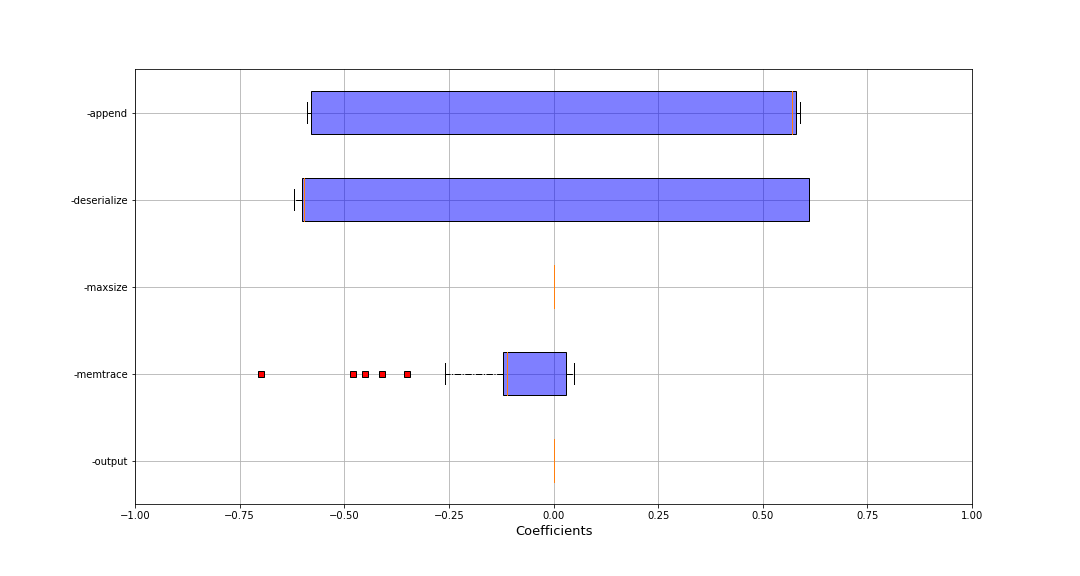 -append
-deserialize
-maxsize
-memtrace
-output
−1.00 −0.75 −0.50 −0.25 0.00 0.25 0.50 0.75 1.00
Coefficients